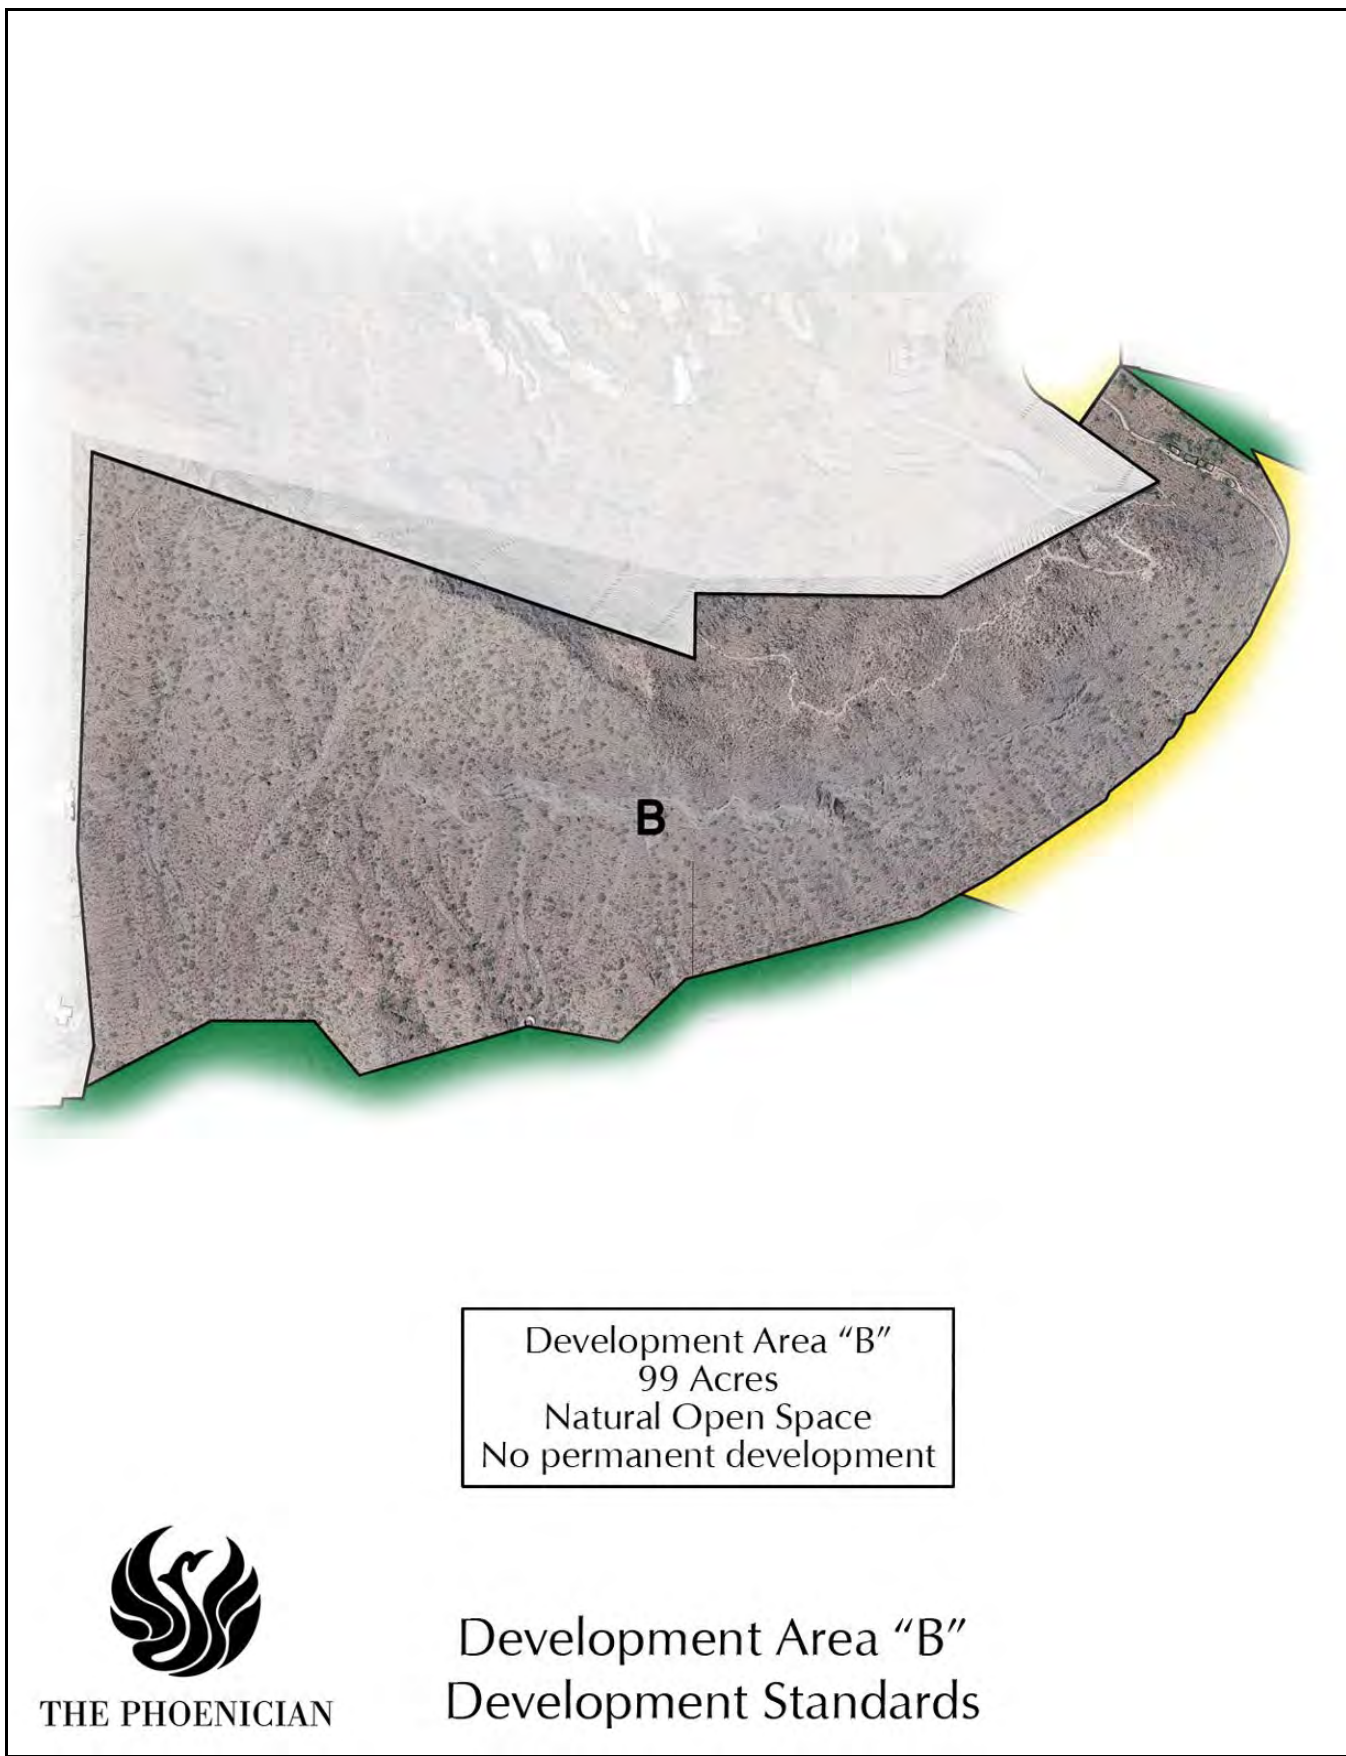 B
Development Area “B”
99 Acres
Natural Open Space
No permanent development
THE PHOENICIAN
Development Area “B”
Development Standards